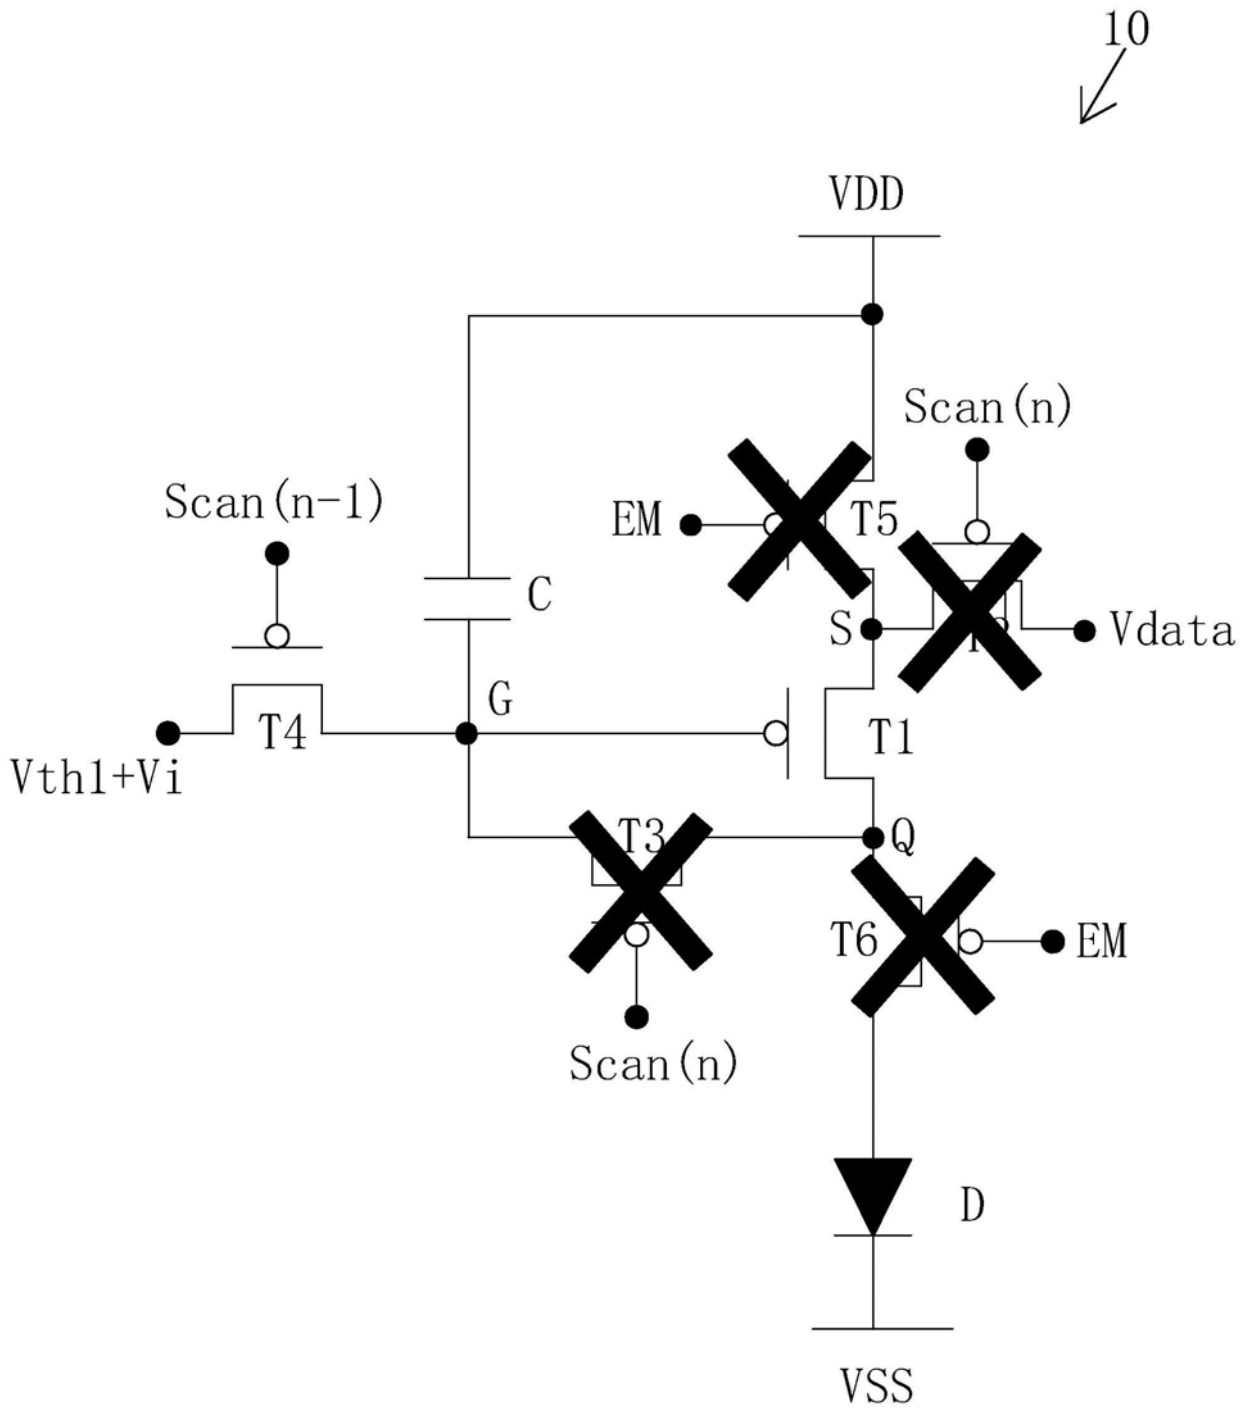 10
VDD
Scan(n)
Scan(n-1)
EM
T5
C
S
Vdata
G
T4
T1
Vth1+Vi
T3
Q
T6
EM
Scan(n)
D
VSS